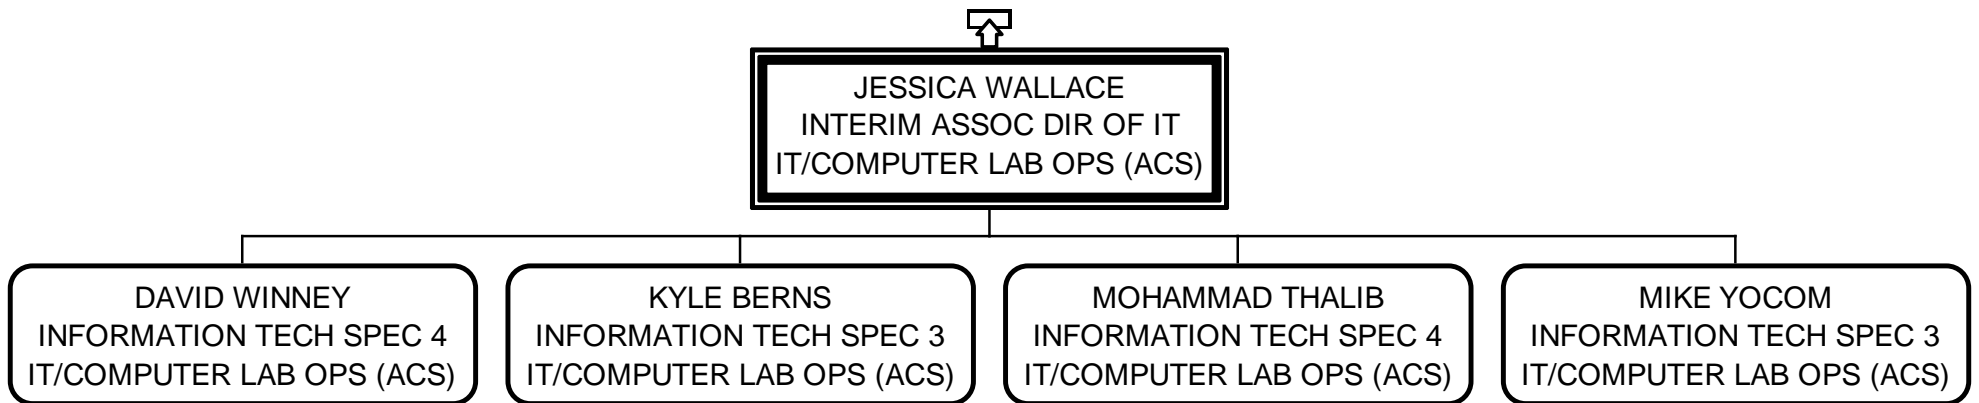 JESSICA WALLACE
INTERIM ASSOC DIR OF IT
IT/COMPUTER LAB OPS (ACS)
DAVID WINNEY
INFORMATION TECH SPEC 4
IT/COMPUTER LAB OPS (ACS)
KYLE BERNS
INFORMATION TECH SPEC 3
IT/COMPUTER LAB OPS (ACS)
MOHAMMAD THALIB
INFORMATION TECH SPEC 4
IT/COMPUTER LAB OPS (ACS)
MIKE YOCOM
INFORMATION TECH SPEC 3
IT/COMPUTER LAB OPS (ACS)